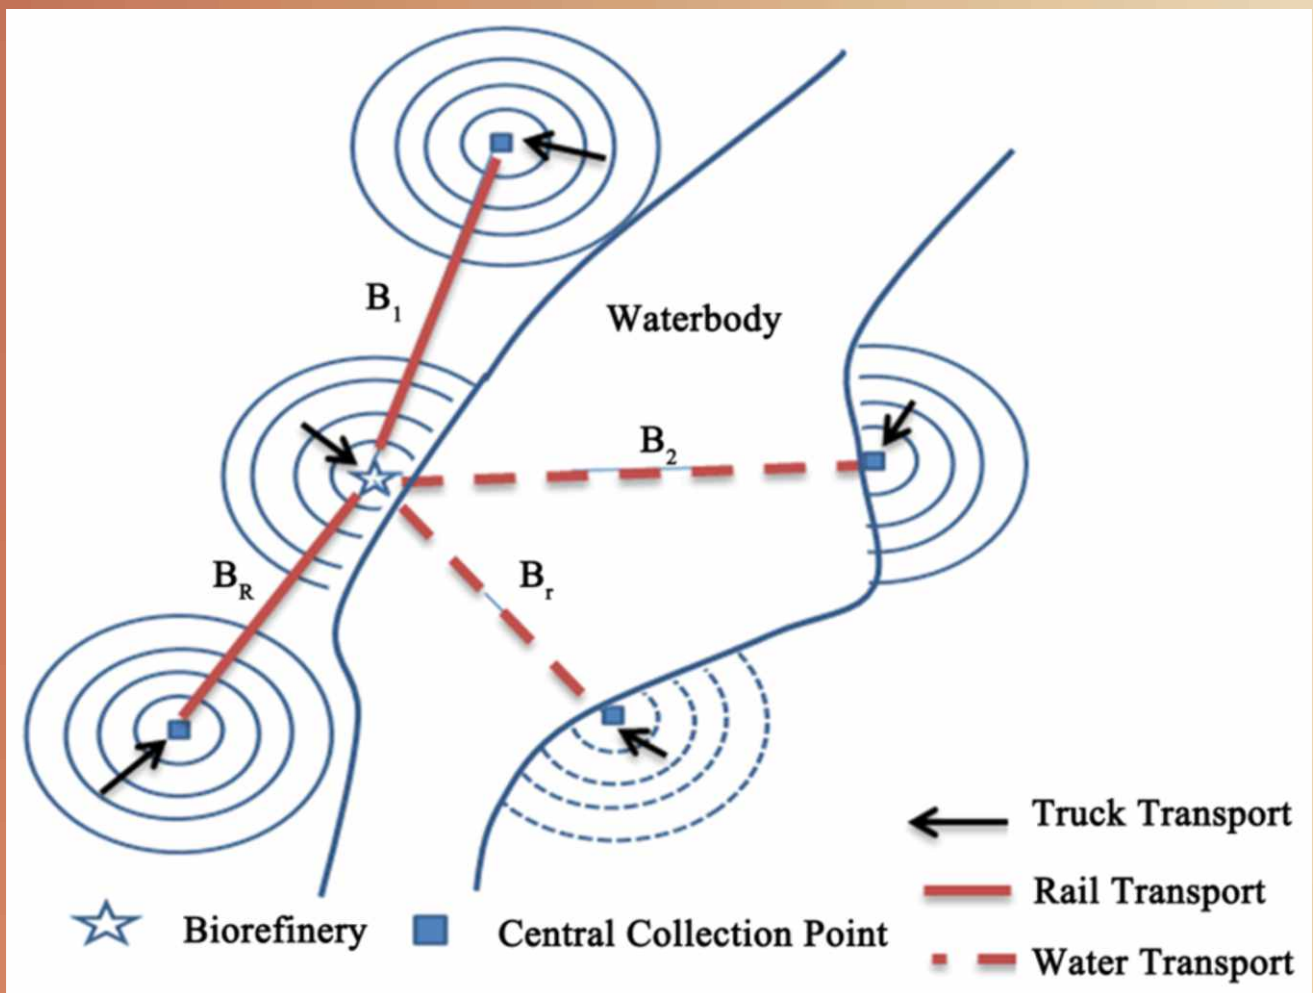 B1
Waterbody
B2
BR
Br
Truck Transport
Rail Transport
Biorefinery
Central Collection Point
Water Transport